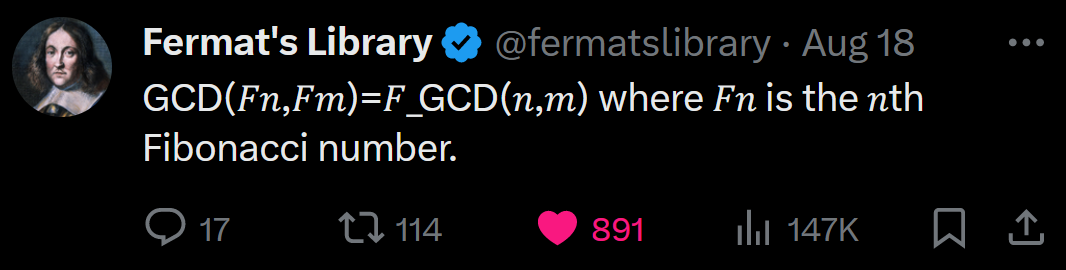 Fermat's Library @fermatslibrary · Aug 18
GCD(𝐹𝑛,𝐹𝑚)=𝐹_GCD(𝑛,𝑚) where 𝐹𝑛 is the 𝑛th
Fibonacci number.
17 114 891 147K